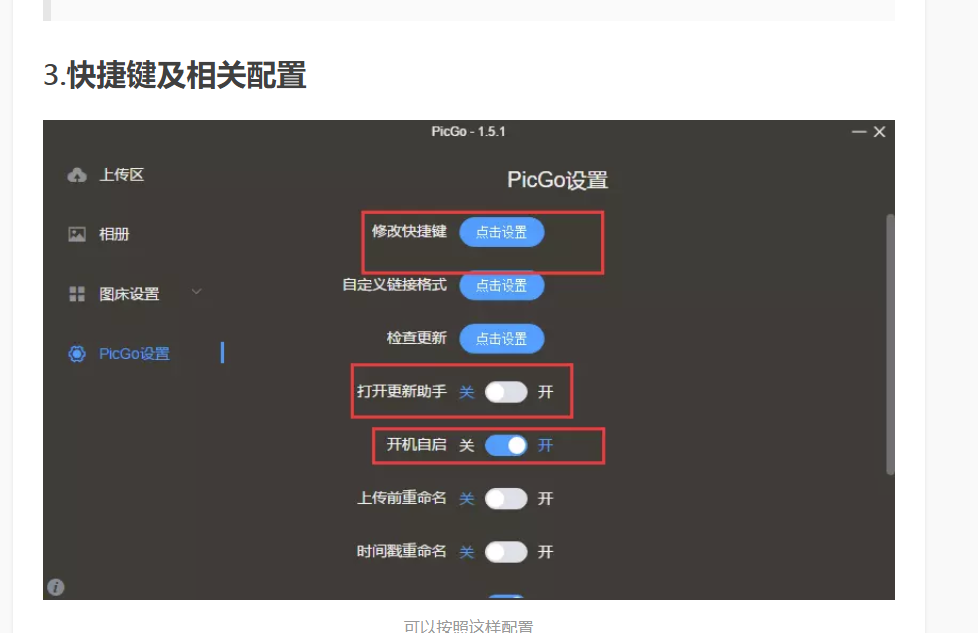 3.快捷键及相关配置
PicGo - 1.5.1
上传区
相册
图床设置
PicGo设置
PicGo设置
修改快捷键 点击设置
自定义链接格式 点击设置
检查更新 点击设置
打开更新助手 关 开
开机自启 关 开
上传前重命名 关 开
时间戳重命名 关 开
可以按照这样配置